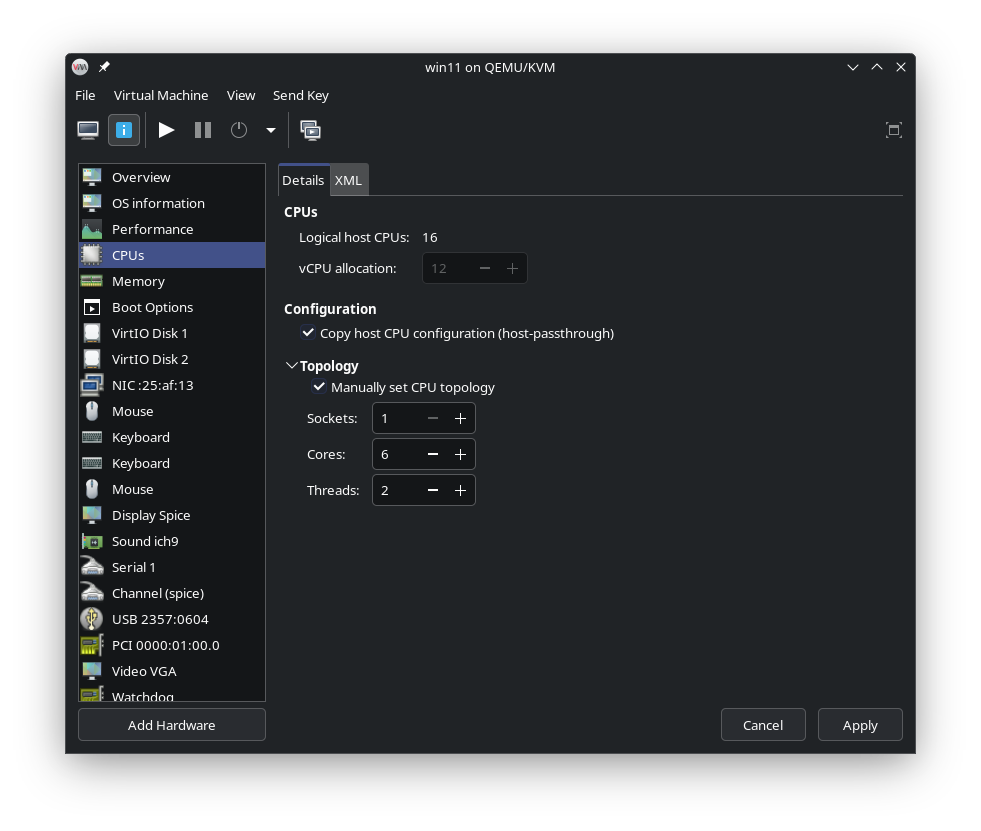 win11 on QEMU/KVM
File Virtual Machine View Send Key
Overview
OS information
Performance
CPUs
Memory
Boot Options
VirtIO Disk 1
VirtIO Disk 2
NIC :25:af:13
Mouse
Keyboard
Keyboard
Mouse
Display Spice
Sound ich9
Serial 1
Channel (spice)
USB 2357:0604
PCI 0000:01:00.0
Video VGA
Watchdog
Add Hardware
Details XML
CPUs
Logical host CPUs: 16
vCPU allocation: 12
Configuration
Copy host CPU configuration (host-passthrough)
Topology
Manually set CPU topology
Sockets: 1
Cores: 6
Threads: 2
Cancel Apply